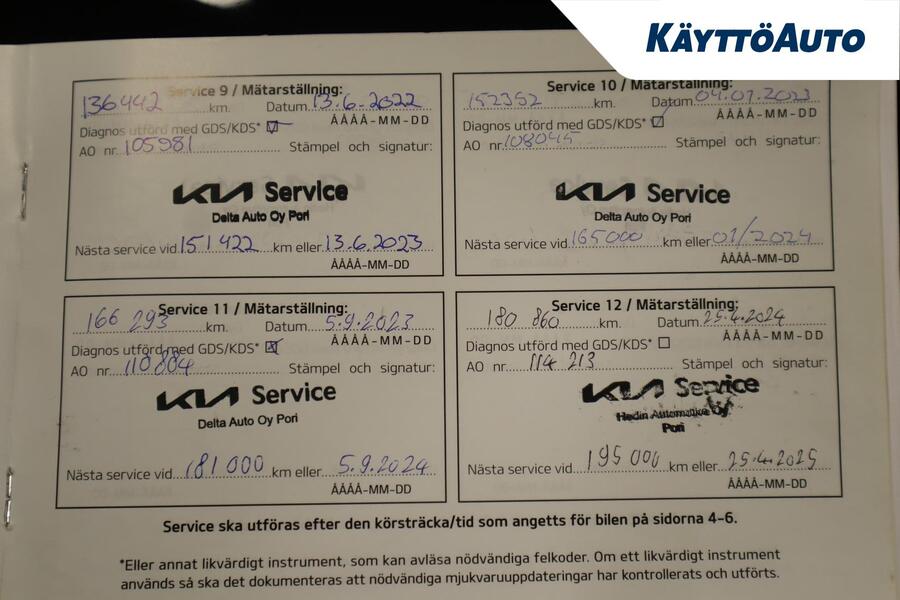 KÄYTTÖAUTO
Service 9 / Mätarställning:
136442 km. Datum 13.6.2022
ÅÅÅÅ-MM-DD
Diagnos utförd med GDS/KDS*
AO nr. 105981 Stämpel och signatur:
KIA Service
Delta Auto Oy Pori
Nästa service vid 151422 km eller 13.6.2023
ÅÅÅÅ-MM-DD
Service 10 / Mätarställning:
152352 km. Datum 04.07.2023
ÅÅÅÅ-MM-DD
Diagnos utförd med GDS/KDS*
AO nr. 108045 Stämpel och signatur:
KIA Service
Delta Auto Oy Pori
Nästa service vid 165000 km eller 01/2024
ÅÅÅÅ-MM-DD
Service 11 / Mätarställning:
166 293 km. Datum 5.9.2023
ÅÅÅÅ-MM-DD
Diagnos utförd med GDS/KDS*
AO nr. 110884 Stämpel och signatur:
KIA Service
Delta Auto Oy Pori
Nästa service vid 181 000 km eller 5.9.2024
ÅÅÅÅ-MM-DD
Service 12 / Mätarställning:
180 860 km. Datum 25.4.2024
ÅÅÅÅ-MM-DD
Diagnos utförd med GDS/KDS*
AO nr. 114 213 Stämpel och signatur:
KIA Service
Hedin Automotive Oy
Pori
Nästa service vid 195 000 km eller 25.4.2025
ÅÅÅÅ-MM-DD
Service ska utföras efter den körsträcka/tid som angetts för bilen på sidorna 4-6.
*Eller annat likvärdigt instrument, som kan avläsa nödvändiga felkoder. Om ett likvärdigt instrument
används så ska det dokumenteras att nödvändiga mjukvaruuppdateringar har kontrollerats och utförts.